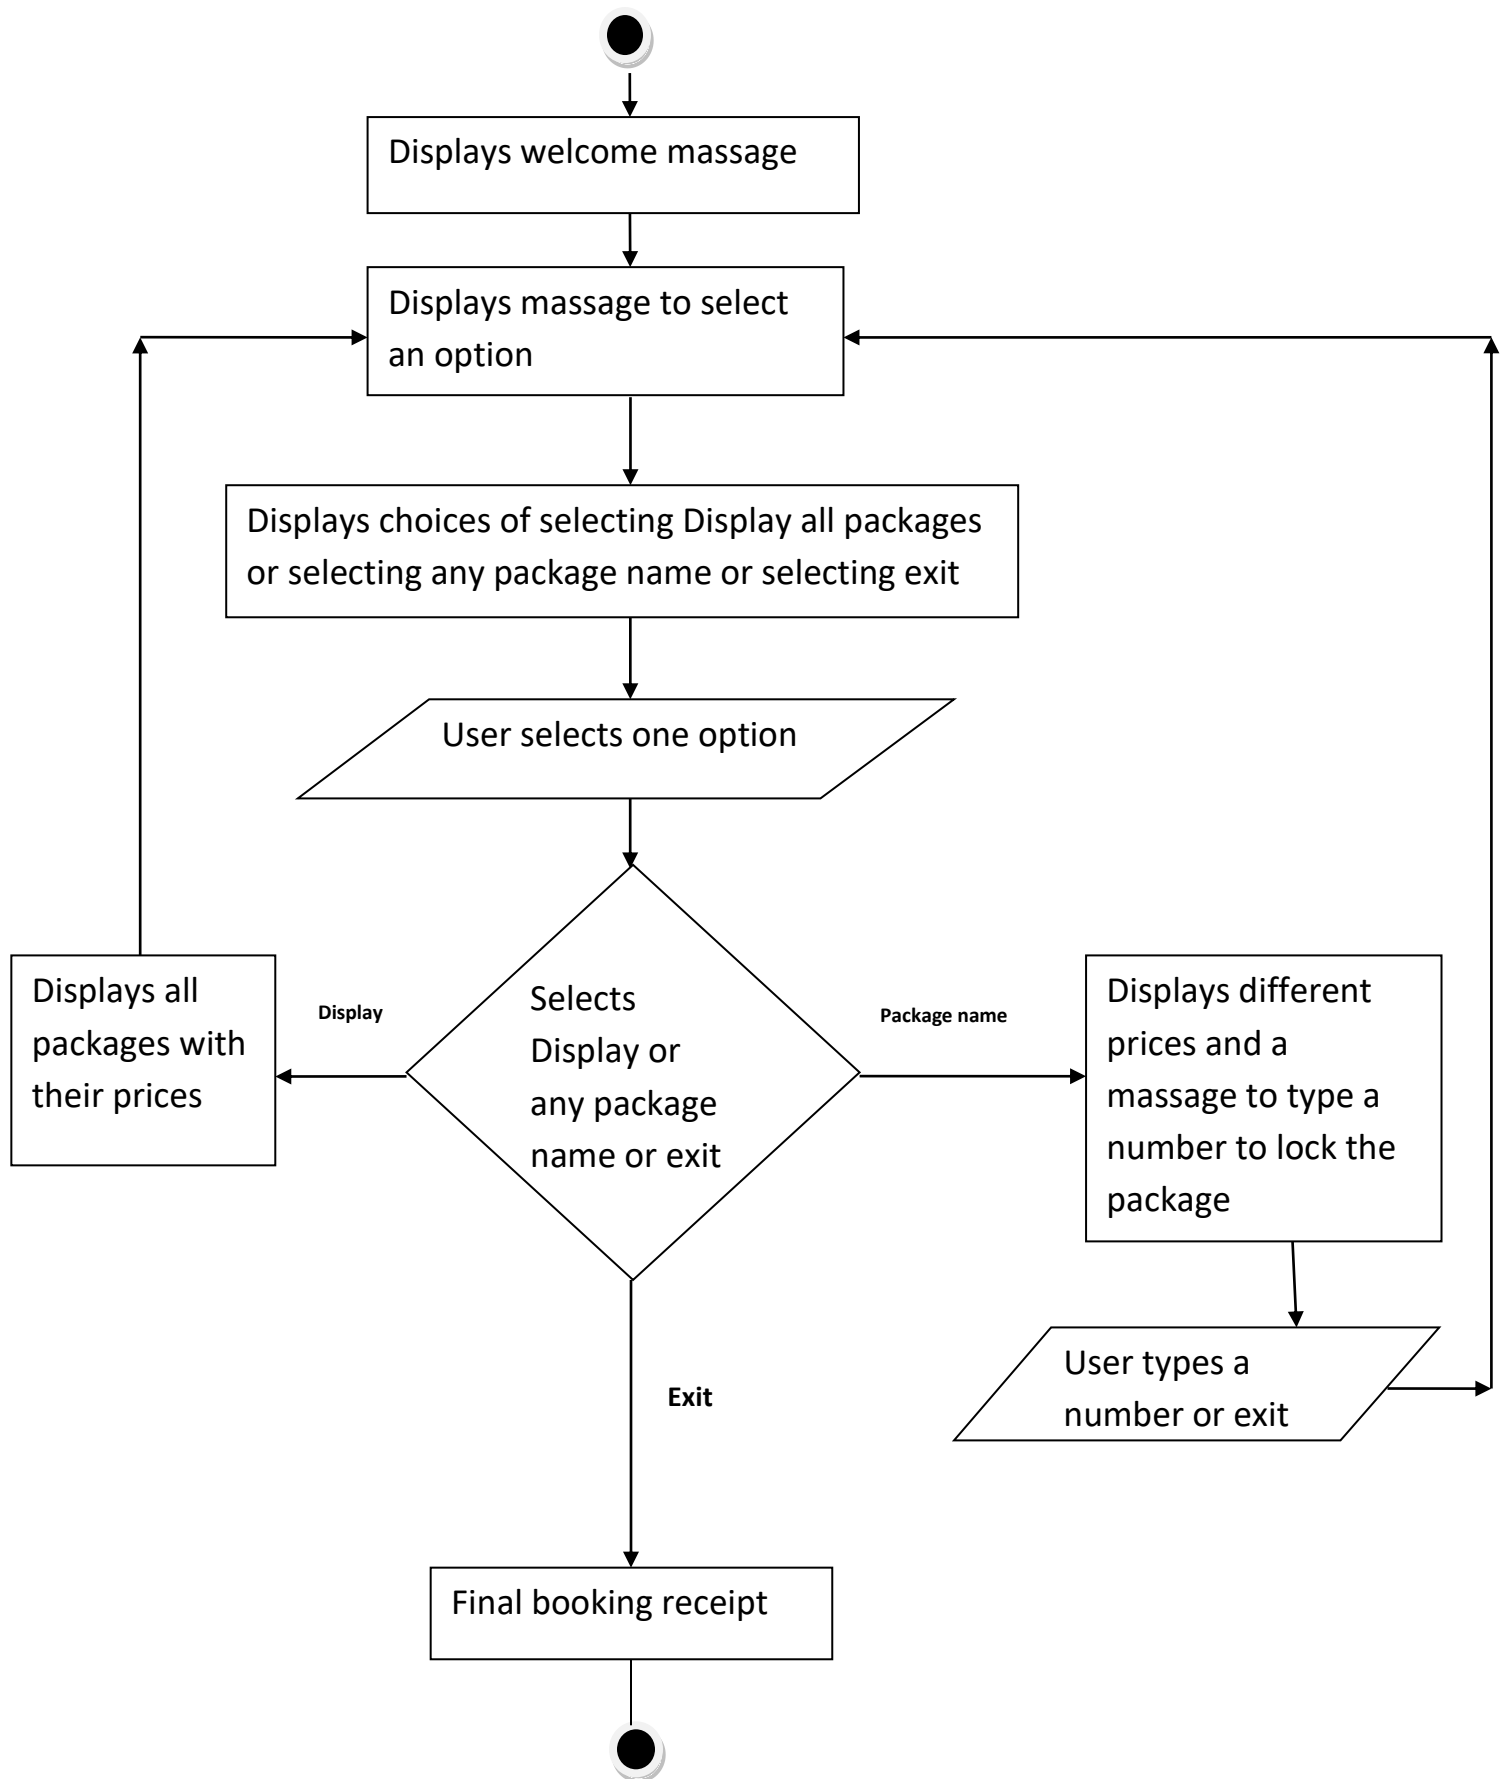 Displays welcome massage
Displays massage to select
an option
Displays choices of selecting Display all packages
or selecting any package name or selecting exit
User selects one option
Displays all
packages with
their prices
Display
Selects
Display or
any package
name or exit
Package name
Displays different
prices and a
massage to type a
number to lock the
package
User types a
number or exit
Exit
Final booking receipt